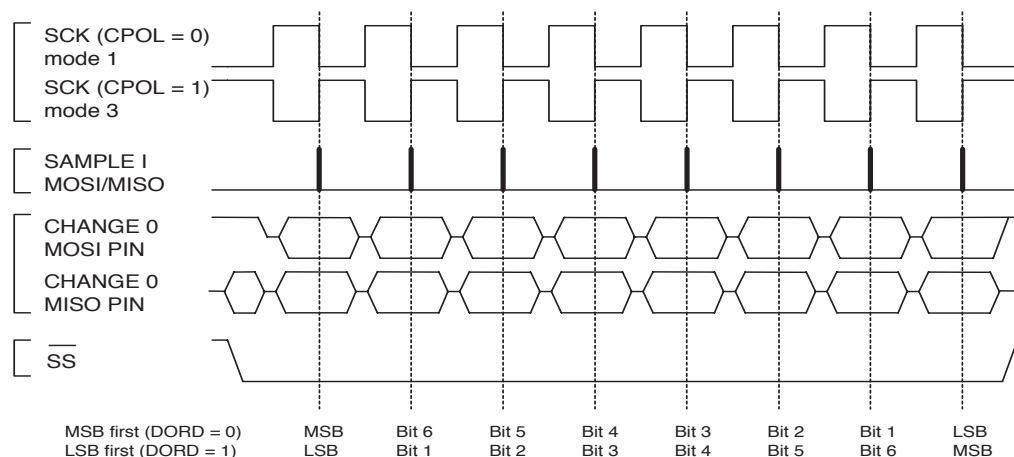 SCK (CPOL = 0)
mode 1
SCK (CPOL = 1)
mode 3
SAMPLE I
MOSI/MISO
CHANGE 0
MOSI PIN
CHANGE 0
MISO PIN
SS
MSB first (DORD = 0) MSB Bit 6 Bit 5 Bit 4 Bit 3 Bit 2 Bit 1 LSB
LSB first (DORD = 1) LSB Bit 1 Bit 2 Bit 3 Bit 4 Bit 5 Bit 6 MSB